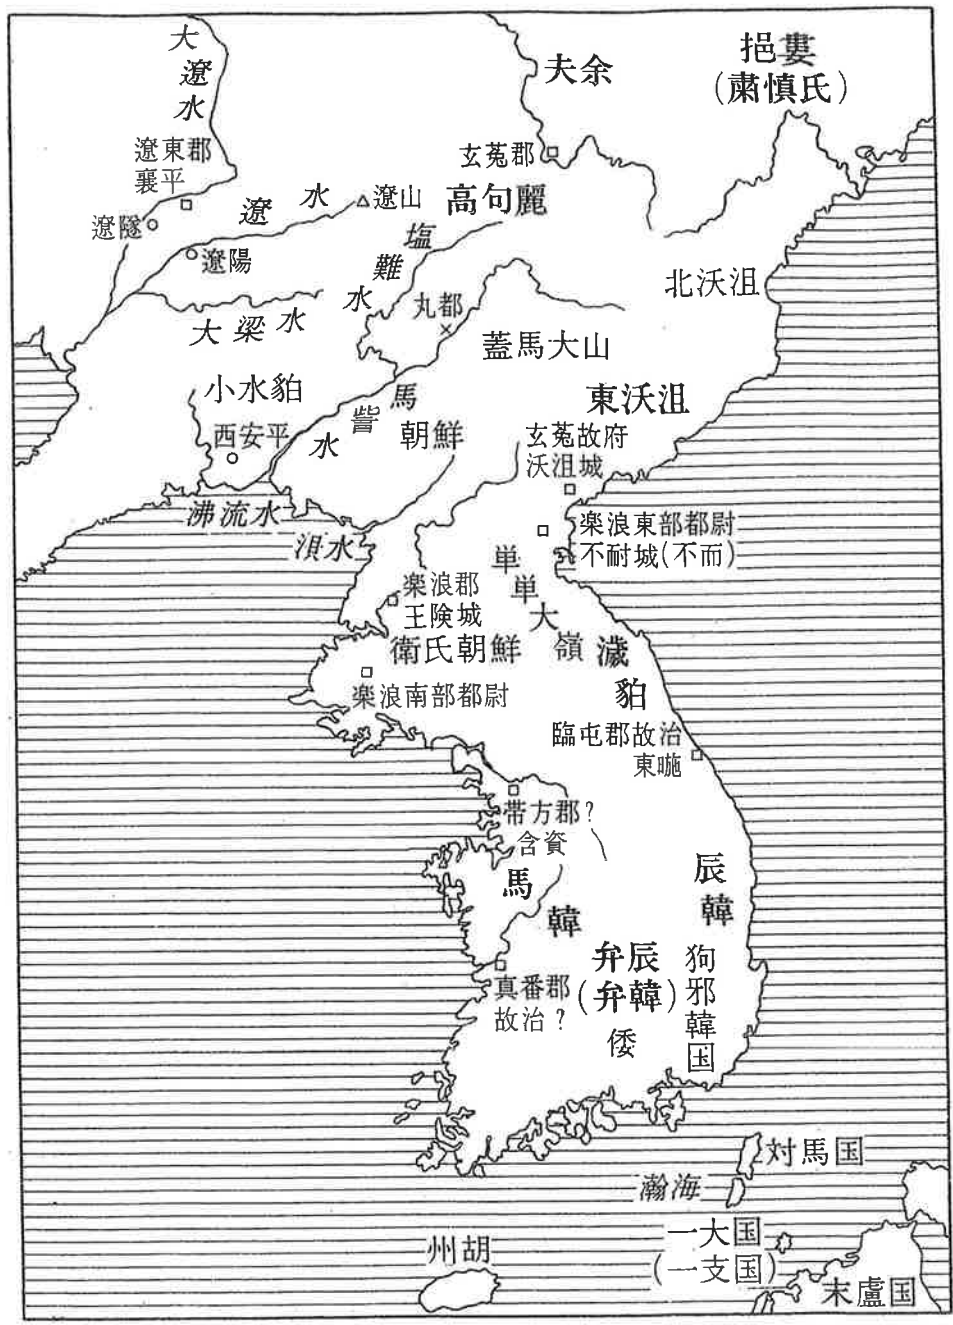 大遼水
夫余
挹婁
(粛慎氏)
遼東郡
襄平
玄菟郡
遼隧
遼水
遼山
高句麗
遼陽
塩難水
北沃沮
大梁水
丸都
蓋馬大山
小水貊
馬訾水
東沃沮
西安平
朝鮮
玄菟故府
沃沮城
沸流水
浿水
楽浪東部都尉
不耐城(不而)
単単大嶺
楽浪郡
王険城
衛氏朝鮮
濊貊
楽浪南部都尉
臨屯郡故治
東暆
帯方郡?
含資
馬韓
辰韓
弁辰
(弁韓)
狗邪韓国
真番郡
故治?
倭
対馬国
瀚海
一大国
(一支国)
州胡
末盧国